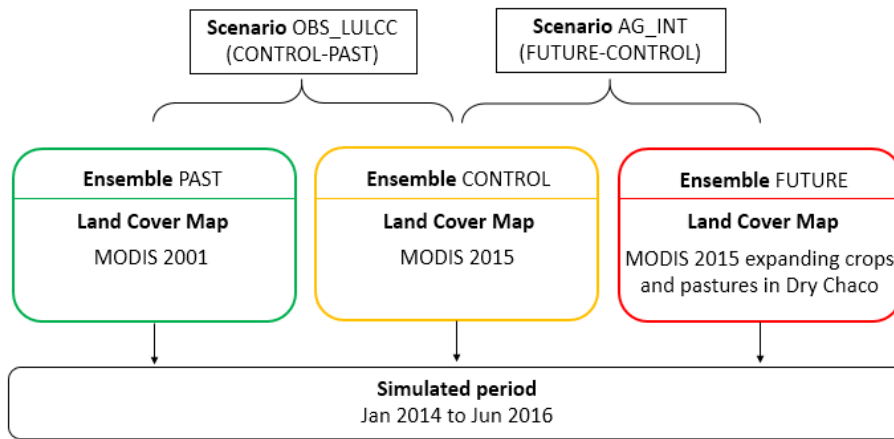 Scenario OBS_LULCC
(CONTROL-PAST)
Scenario AG_INT
(FUTURE-CONTROL)
Ensemble PAST
Land Cover Map
MODIS 2001
Ensemble CONTROL
Land Cover Map
MODIS 2015
Ensemble FUTURE
Land Cover Map
MODIS 2015 expanding crops
and pastures in Dry Chaco
Simulated period
Jan 2014 to Jun 2016